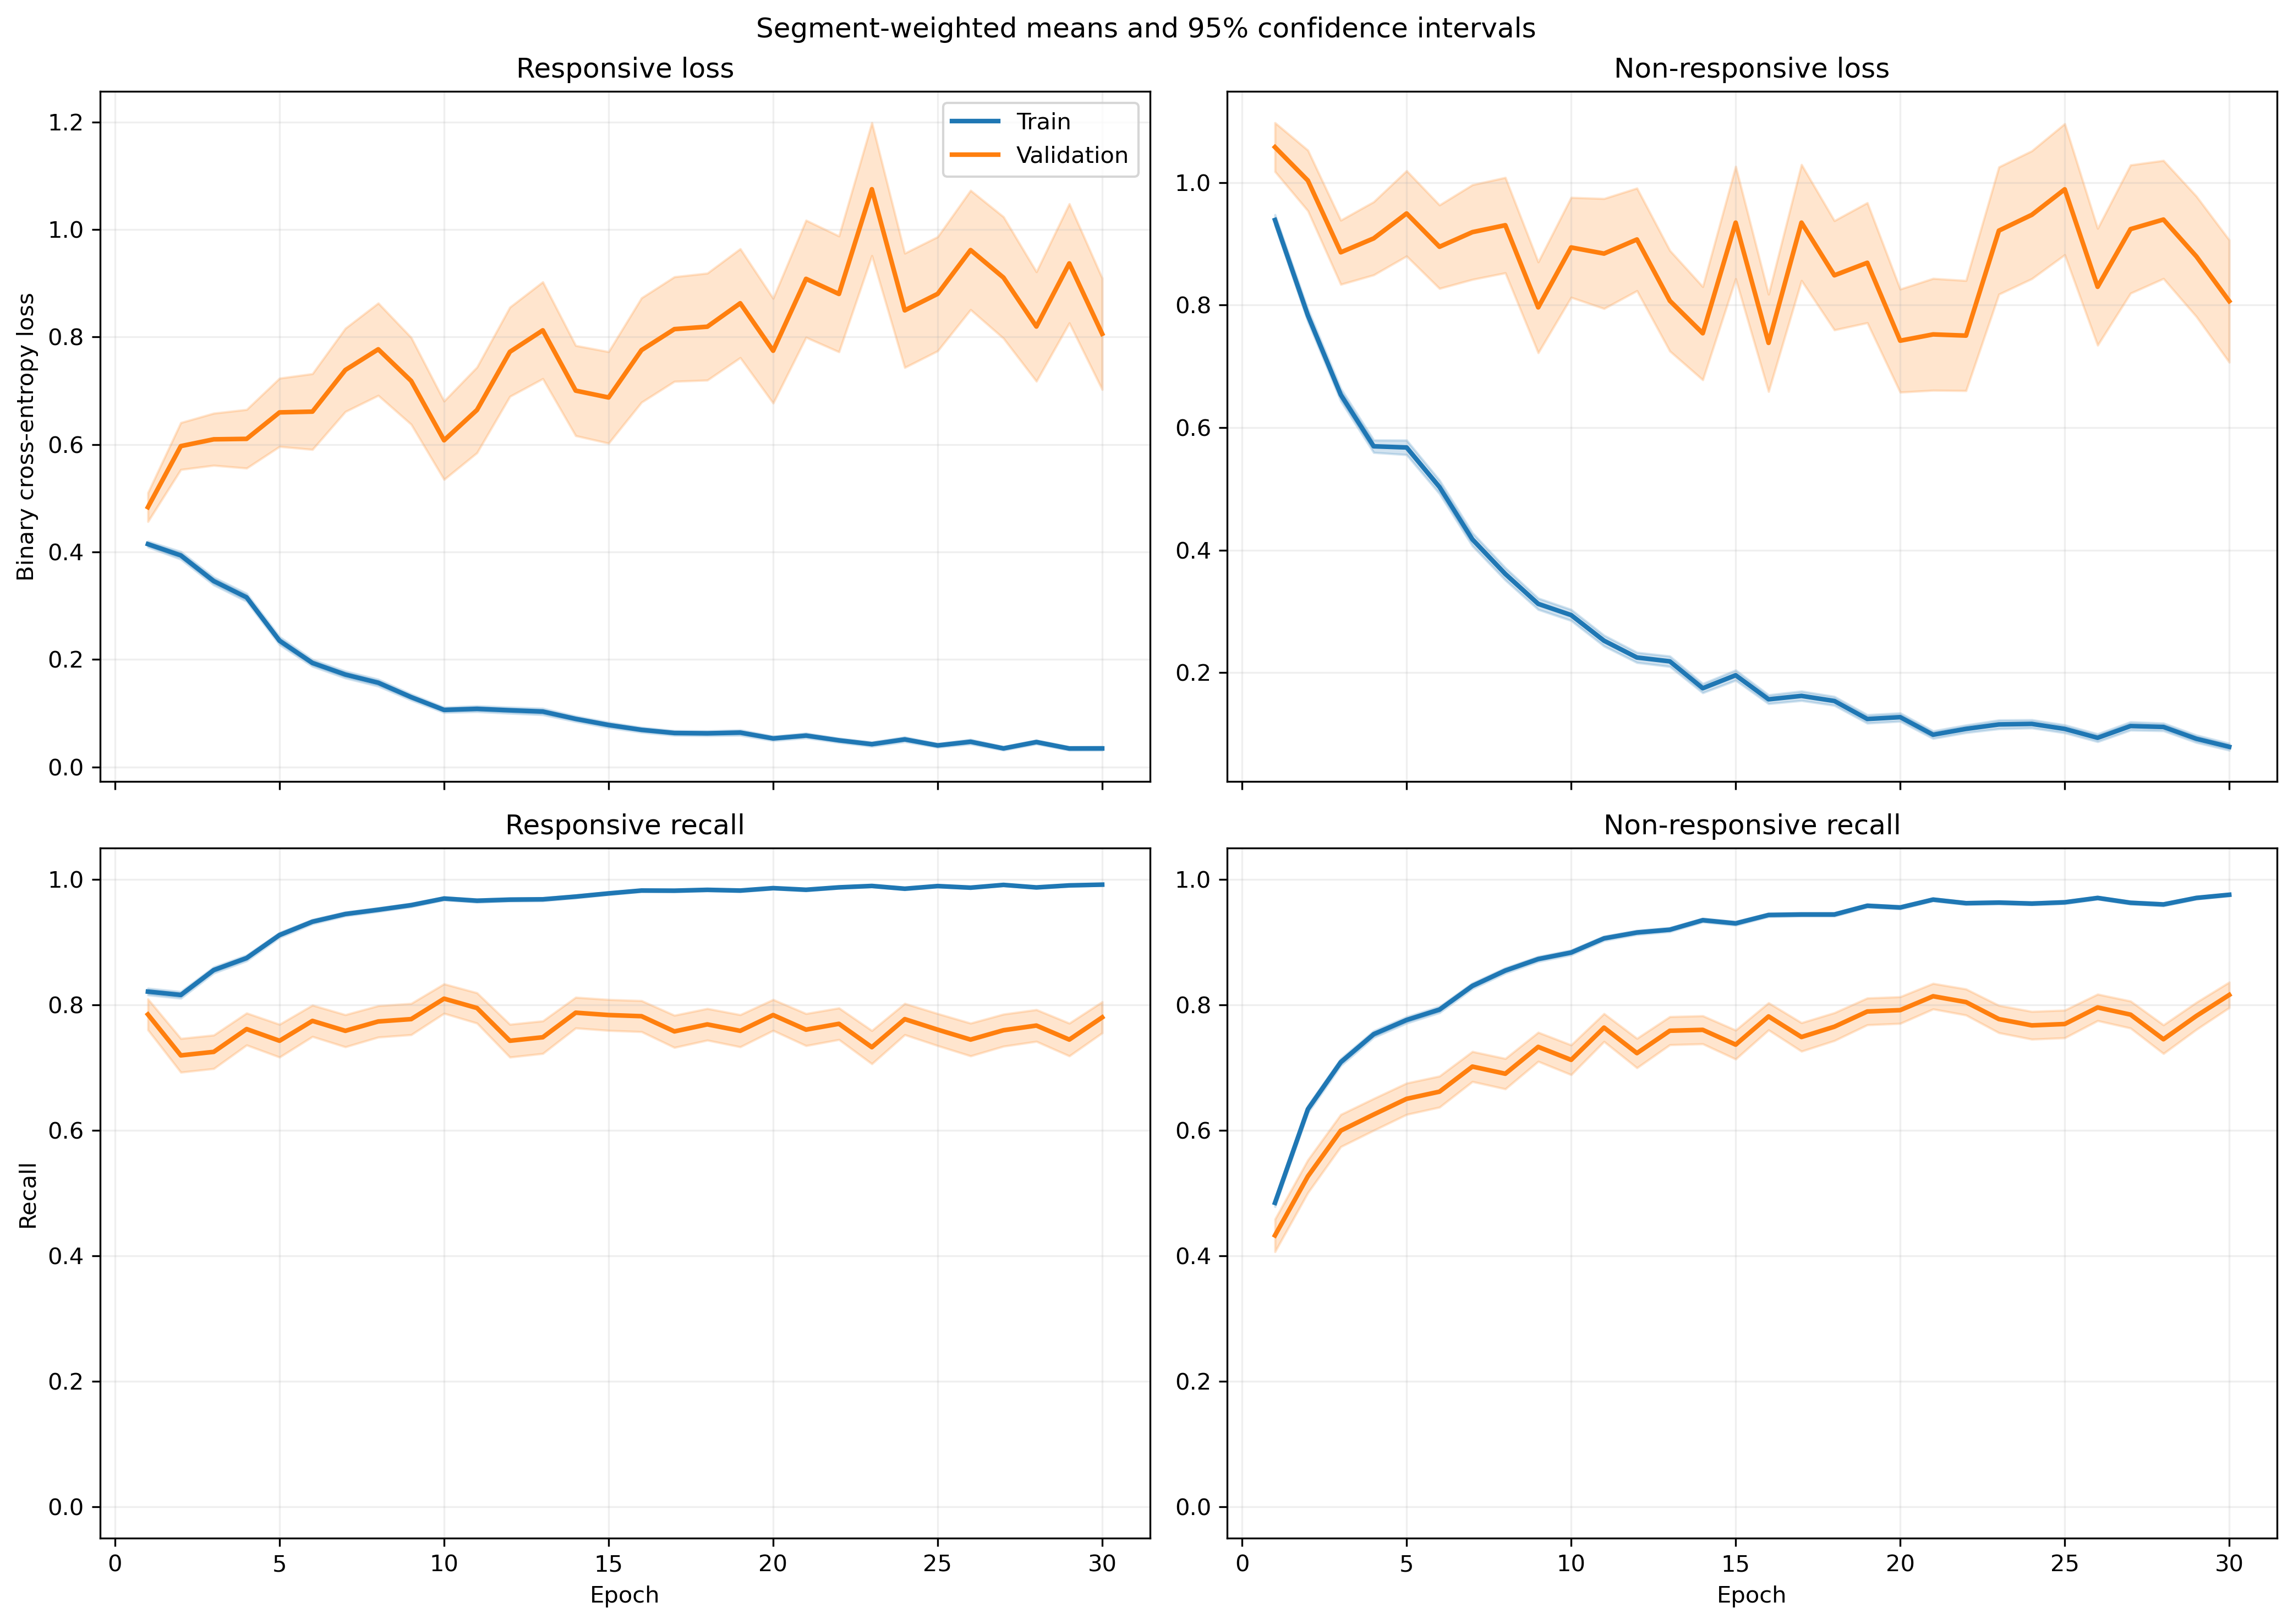 Segment-weighted means and 95% confidence intervals
Responsive loss
Non-responsive loss
Train
Validation
Binary cross-entropy loss
1.2
1.0
0.8
0.6
0.4
0.2
0.0
1.0
0.8
0.6
0.4
0.2
Responsive recall
Non-responsive recall
Recall
1.0
0.8
0.6
0.4
0.2
0.0
0 5 10 15 20 25 30
Epoch
1.0
0.8
0.6
0.4
0.2
0.0
0 5 10 15 20 25 30
Epoch